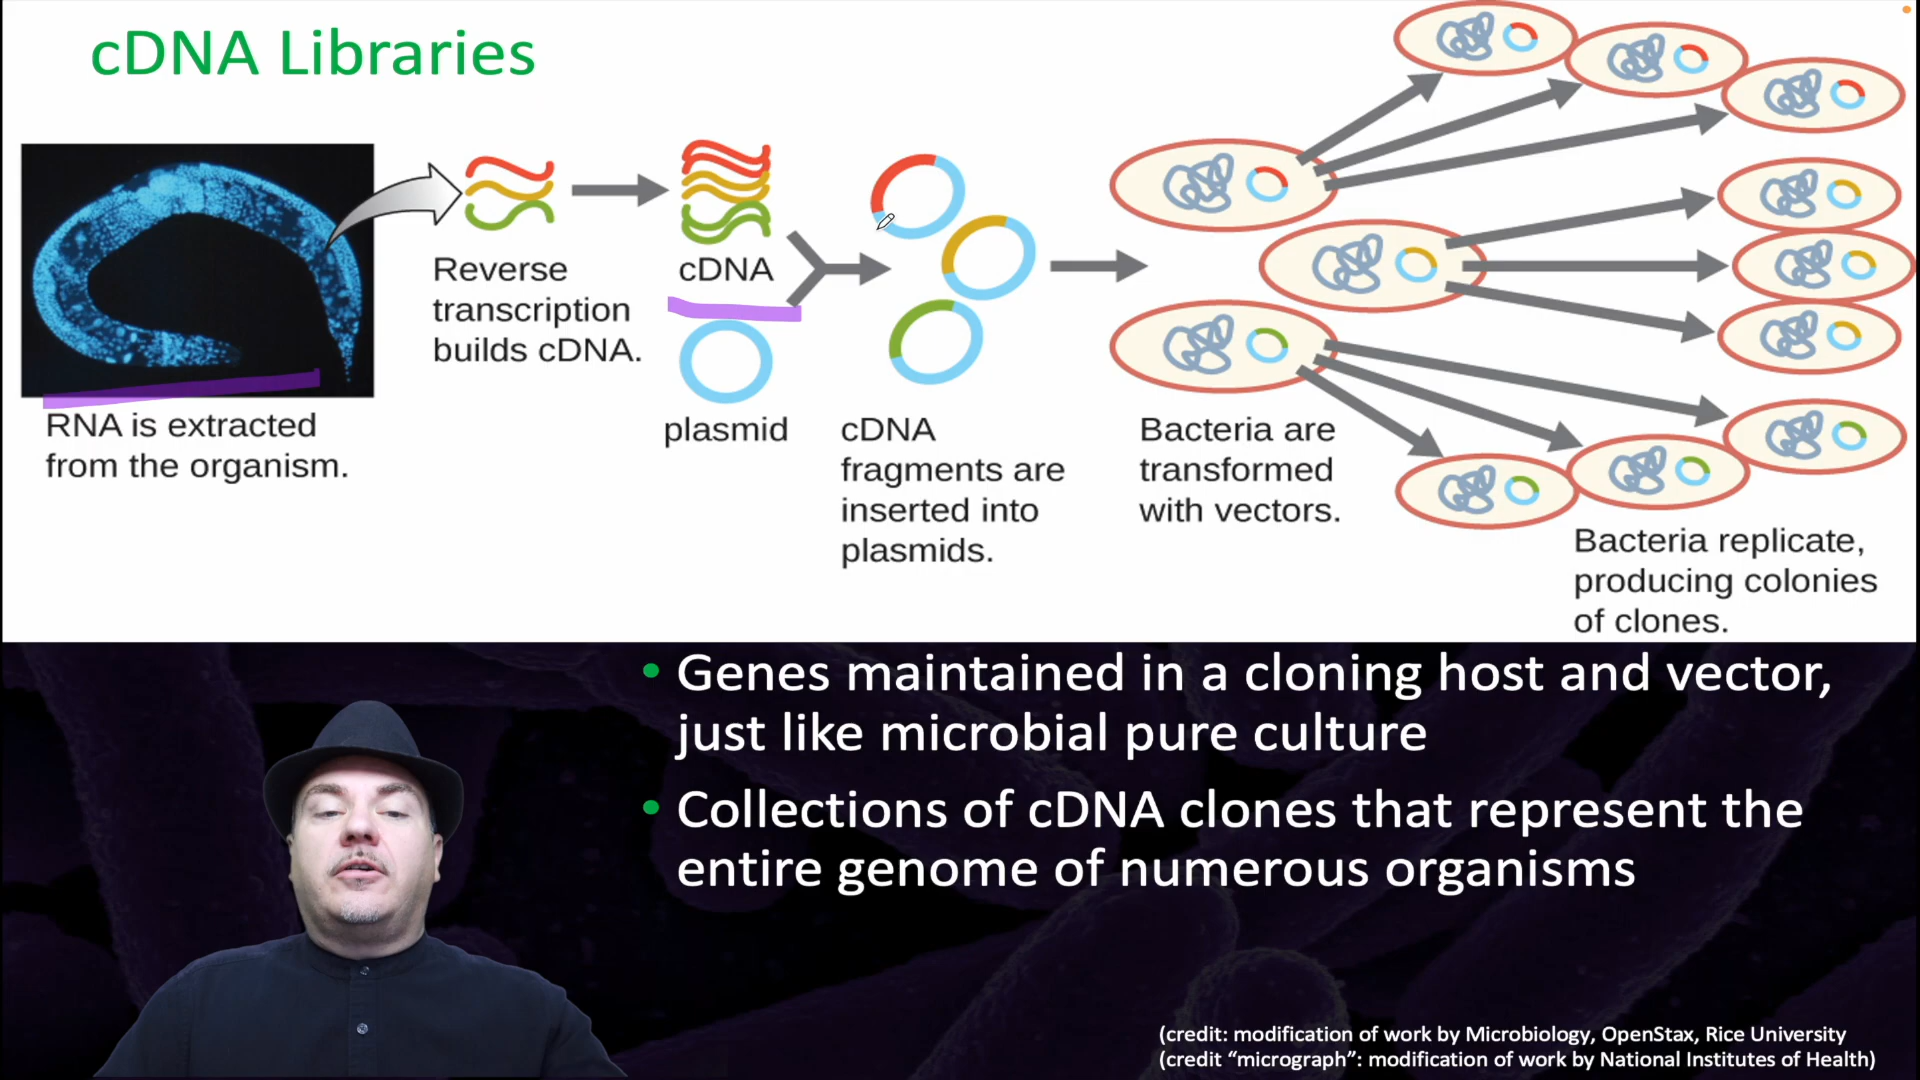 cDNA Libraries
RNA is extracted
from the organism.
Reverse
transcription
builds cDNA.
cDNA
plasmid
cDNA
fragments are
inserted into
plasmids.
Bacteria are
transformed
with vectors.
Bacteria replicate,
producing colonies
of clones.
• Genes maintained in a cloning host and vector,
just like microbial pure culture
• Collections of cDNA clones that represent the
entire genome of numerous organisms
(credit: modification of work by Microbiology, OpenStax, Rice University
(credit “micrograph”: modification of work by National Institutes of Health)